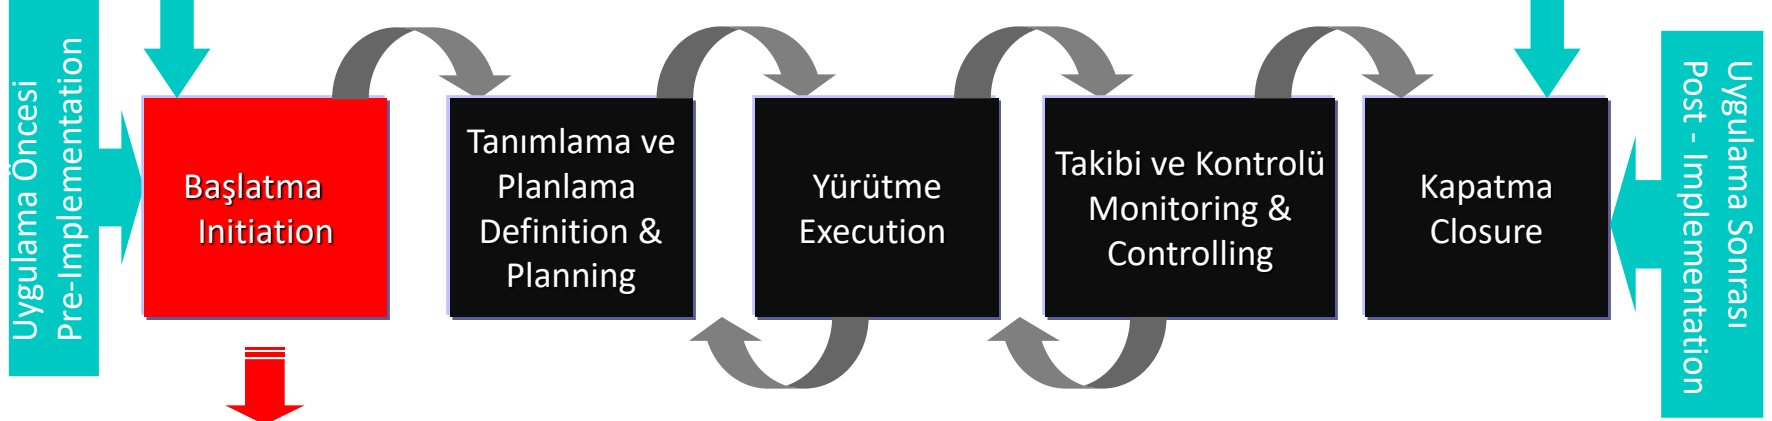 Uygulama Öncesi
Pre-Implementation
Başlatma
Initiation
Tanımlama ve
Planlama
Definition &
Planning
Yürütme
Execution
Takibi ve Kontrolü
Monitoring &
Controlling
Kapatma
Closure
Uygulama Sonrası
Post - Implementation